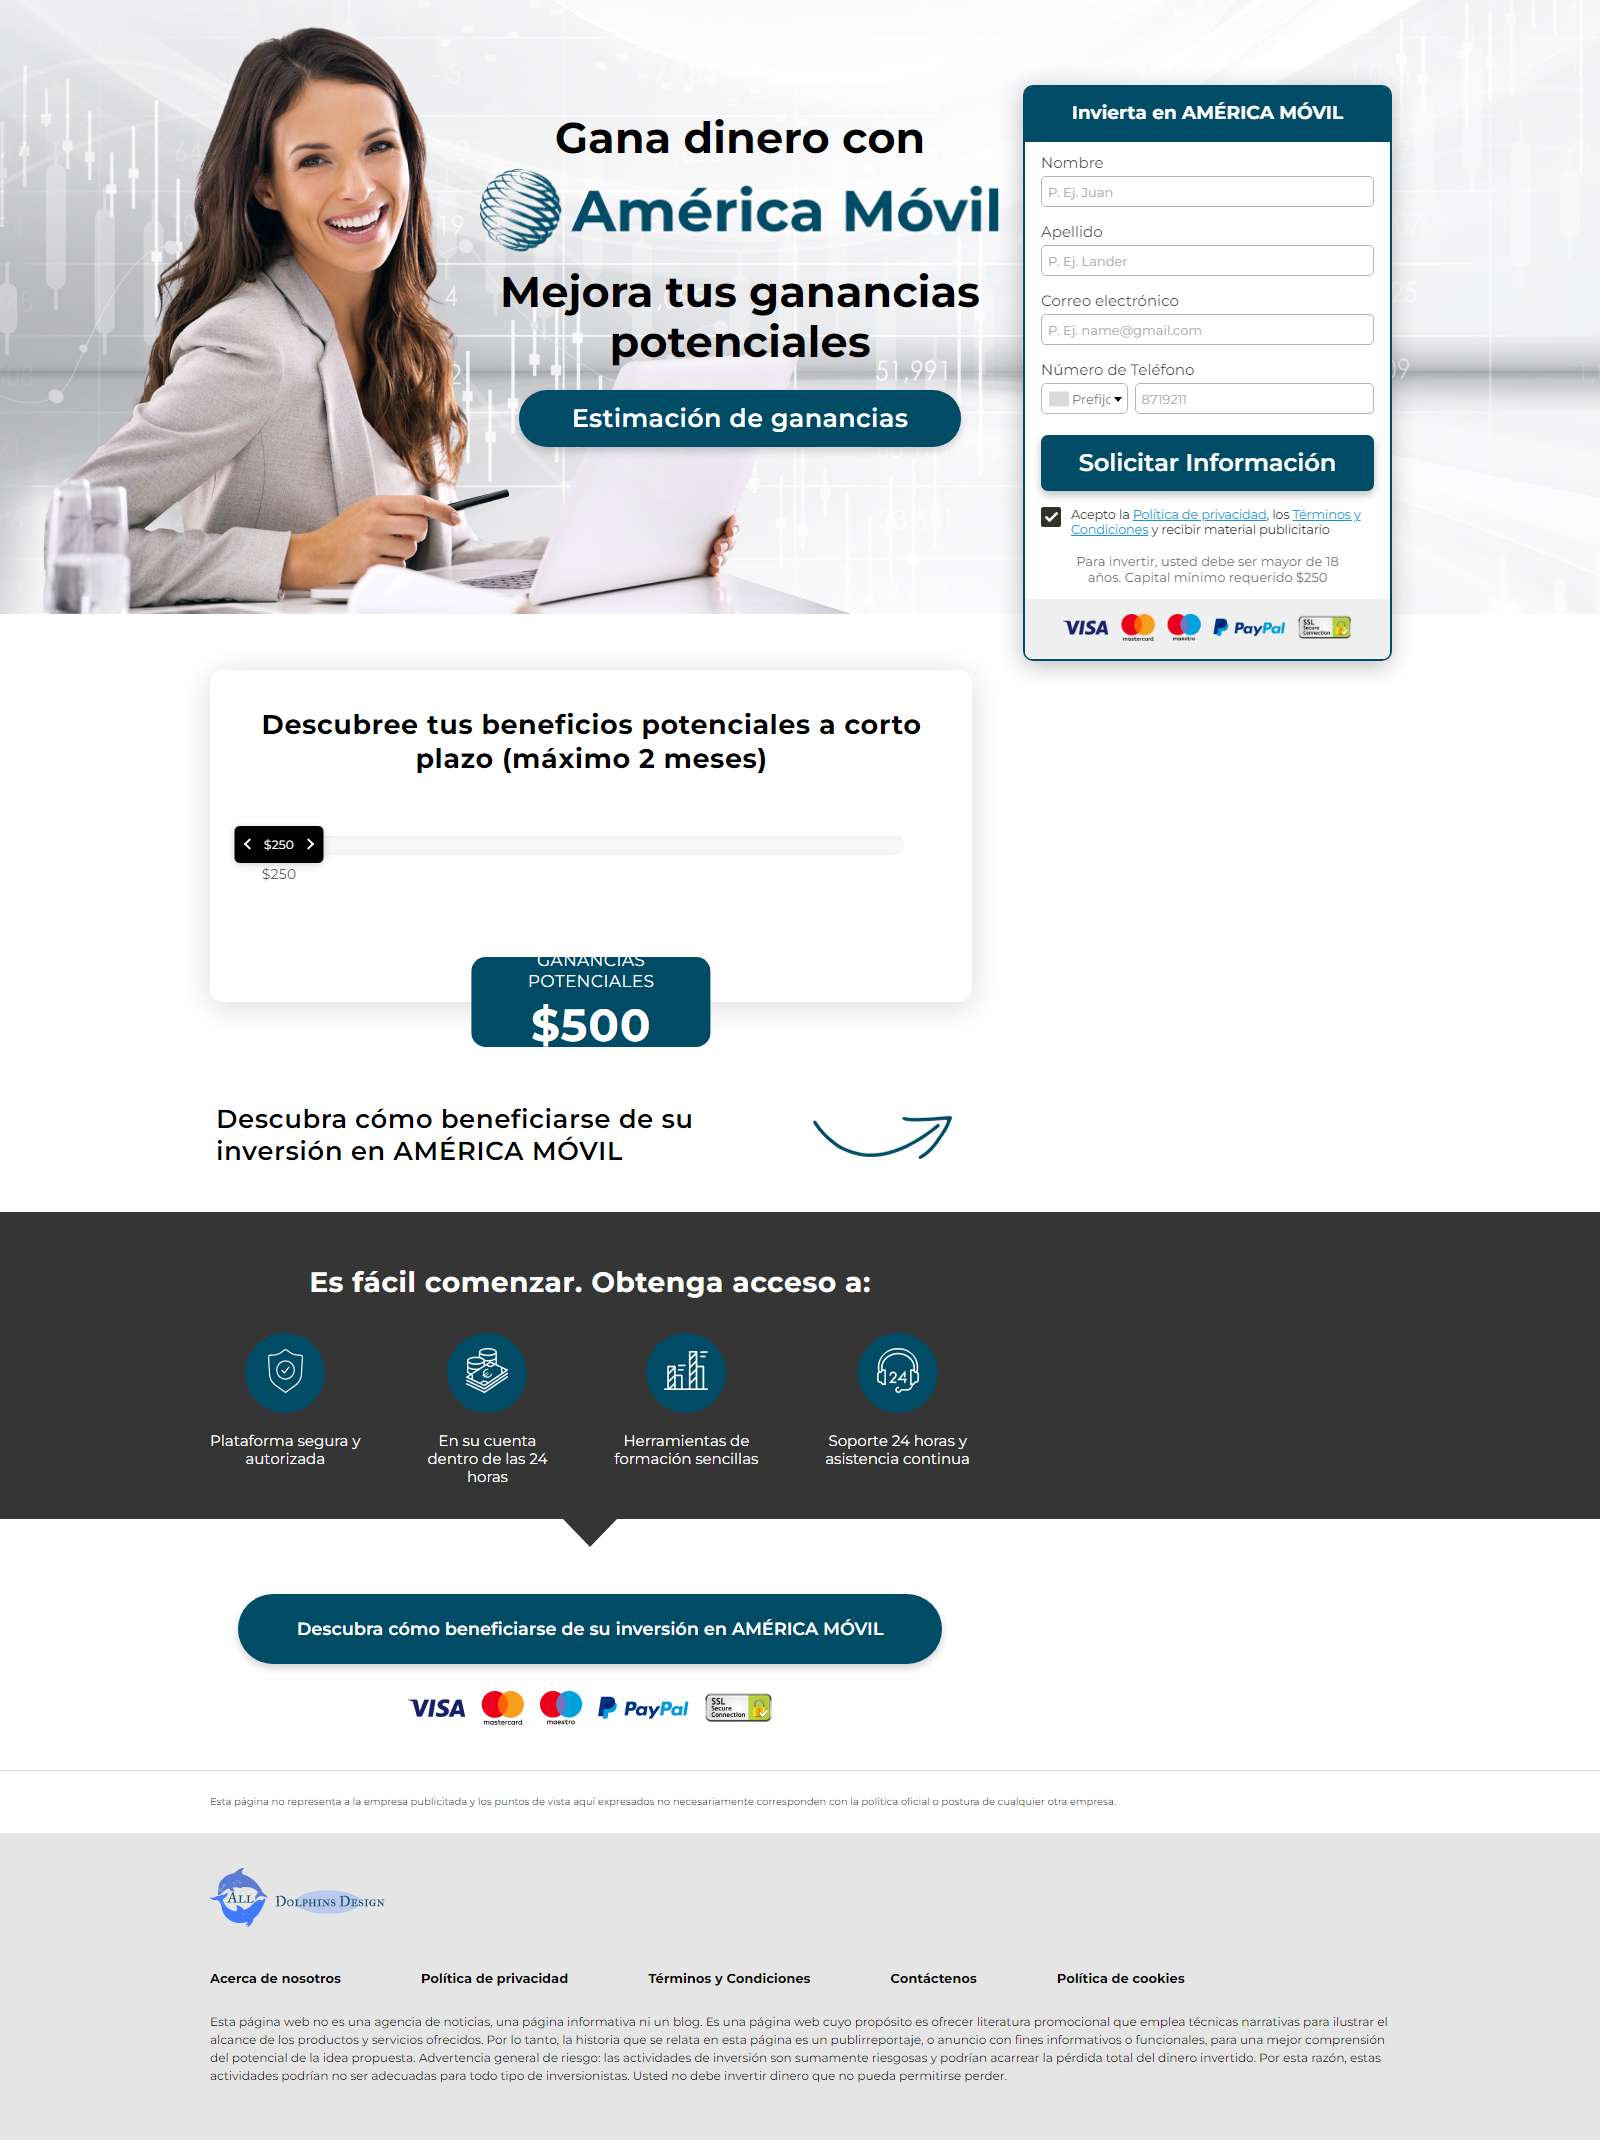 Gana dinero con
América Móvil
Mejora tus ganancias
potenciales
Estimación de ganancias
Invierta en AMÉRICA MÓVIL
Nombre
P. Ej. Juan
Apellido
P. Ej. Lander
Correo electrónico
P. Ej. name@gmail.com
Número de Teléfono
Prefijo
8719211
Solicitar Información
Acepto la Política de privacidad, los Términos y
Condiciones y recibir material publicitario
Para invertir, usted debe ser mayor de 18
años. Capital mínimo requerido $250
VISA mastercard maestro PayPal SSL Secure Connection
Descubree tus beneficios potenciales a corto
plazo (máximo 2 meses)
$250
$250
GANANCIAS
POTENCIALES
$500
Descubra cómo beneficiarse de su
inversión en AMÉRICA MÓVIL
Es fácil comenzar. Obtenga acceso a:
24
Plataforma segura y
autorizada
En su cuenta
dentro de las 24
horas
Herramientas de
formación sencillas
Soporte 24 horas y
asistencia continua
Descubra cómo beneficiarse de su inversión en AMÉRICA MÓVIL
VISA mastercard maestro PayPal SSL Secure Connection
Esta página no representa a la empresa publicitada y los puntos de vista aquí expresados no necesariamente corresponden con la política oficial o postura de cualquier otra empresa.
ALL DOLPHINS DESIGN
Acerca de nosotros
Política de privacidad
Términos y Condiciones
Contáctenos
Política de cookies
Esta página web no es una agencia de noticias, una página informativa ni un blog. Es una página web cuyo propósito es ofrecer literatura promocional que emplea técnicas narrativas para ilustrar el
alcance de los productos y servicios ofrecidos. Por lo tanto, la historia que se relata en esta página es un publirreportaje, o anuncio con fines informativos o funcionales, para una mejor comprensión
del potencial de la idea propuesta. Advertencia general de riesgo: las actividades de inversión son sumamente riesgosas y podrían acarrear la pérdida total del dinero invertido. Por esta razón, estas
actividades podrían no ser adecuadas para todo tipo de inversionistas. Usted no debe invertir dinero que no pueda permitirse perder.